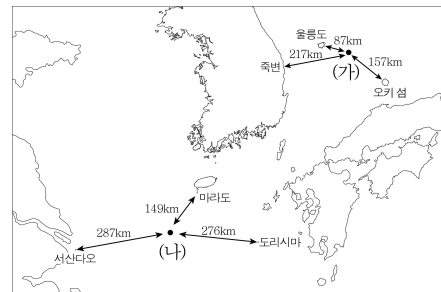 울릉도
87km
217km
죽변
(가)
157km
오키 섬
마라도
149km
287km
276km
도리시마
서산다오
(나)